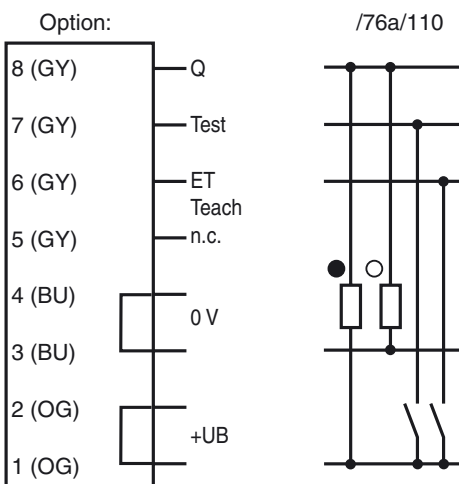 Option: /76a/110
8 (GY) Q
7 (GY) Test
6 (GY) ET
Teach
5 (GY) n.c.
4 (BU)
0 V
3 (BU)
2 (OG)
+UB
1 (OG)